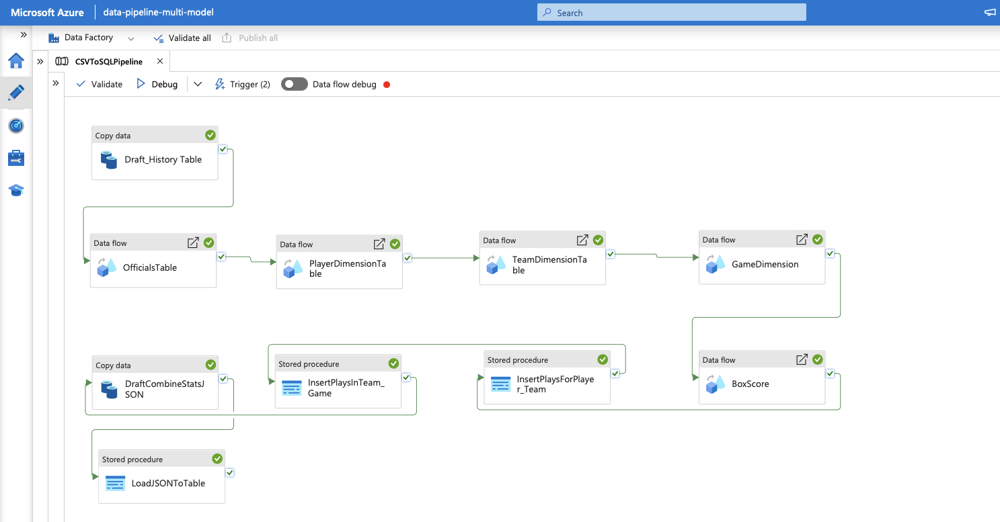 Microsoft Azure
data-pipeline-multi-model
Search
Data Factory
Validate all
Publish all
CSVToSQLPipeline
Validate
Debug
Trigger (2)
Data flow debug
Copy data
Draft_History Table
Data flow
OfficialsTable
Data flow
PlayerDimensionTa
ble
Data flow
TeamDimensionTa
ble
Data flow
GameDimension
Copy data
DraftCombineStatsJ
SON
Stored procedure
InsertPlaysInTeam_
Game
Stored procedure
InsertPlaysForPlaye
r_Team
Data flow
BoxScore
Stored procedure
LoadJSONToTable